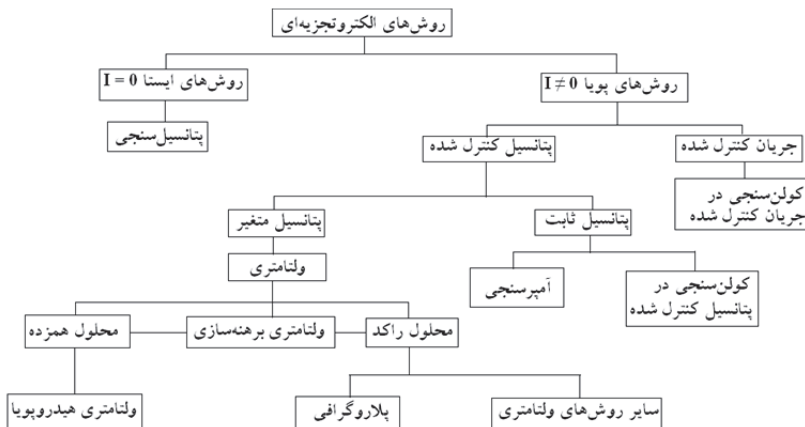 روش‌های الکتروتجزیه‌ای
روش‌های پویا I ≠ 0
روش‌های ایستا I = 0
جریان کنترل شده
پتانسیل کنترل شده
پتانسیل‌سنجی
کولن‌سنجی در
جریان کنترل شده
پتانسیل ثابت
پتانسیل متغیر
کولن‌سنجی در
پتانسیل کنترل شده
آمپرسنجی
ولتامتری
محلول راکد
ولتامتری برهنه‌سازی
محلول همزده
سایر روش‌های ولتامتری
پلاروگرافی
ولتامتری هیدروپویا